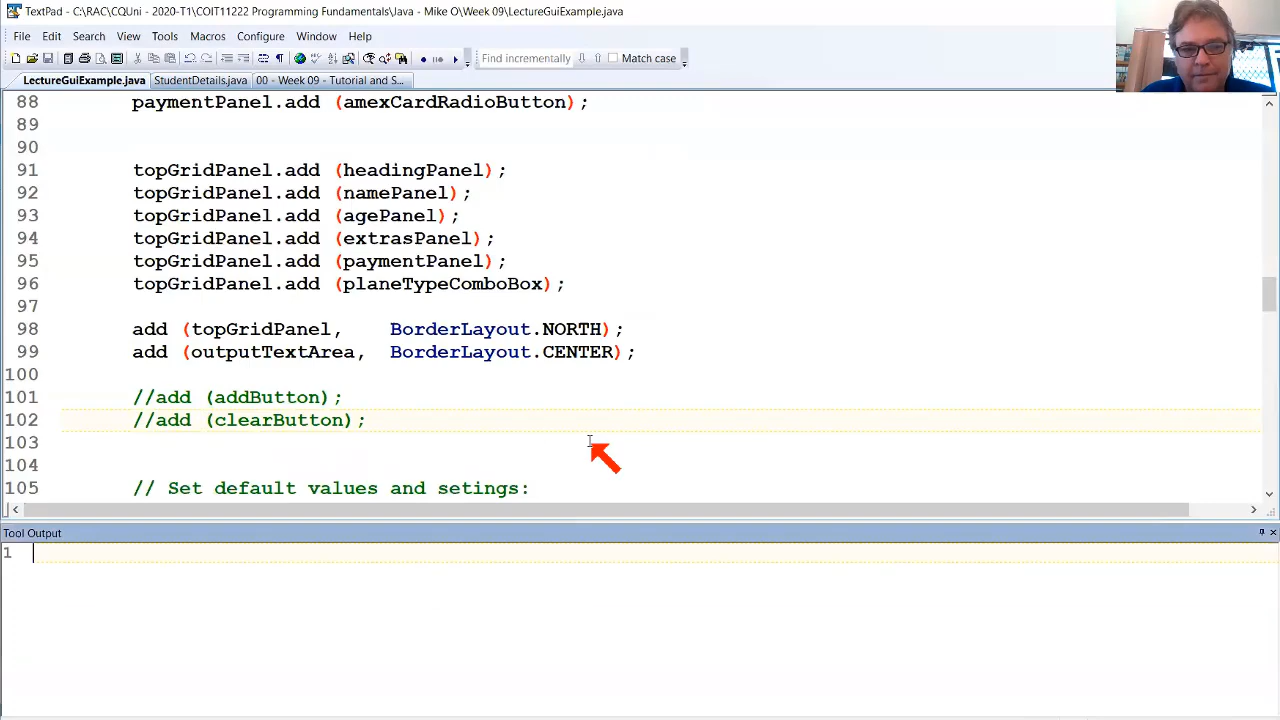 TextPad - C:\RAC\CQUni - 2020-T1\COIT11222 Programming Fundamentals\Java - Mike O\Week 09\LectureGuiExample.java
File Edit Search View Tools Macros Configure Window Help
Find incrementally Match case
LectureGuiExample.java StudentDetails.java 00 - Week 09 - Tutorial and S...
88 paymentPanel.add (amexCardRadioButton);
89
90
91 topGridPanel.add (headingPanel);
92 topGridPanel.add (namePanel);
93 topGridPanel.add (agePanel);
94 topGridPanel.add (extrasPanel);
95 topGridPanel.add (paymentPanel);
96 topGridPanel.add (planeTypeComboBox);
97
98 add (topGridPanel, BorderLayout.NORTH);
99 add (outputTextArea, BorderLayout.CENTER);
100
101 //add (addButton);
102 //add (clearButton);
103
104
105 // Set default values and setings:
Tool Output
1